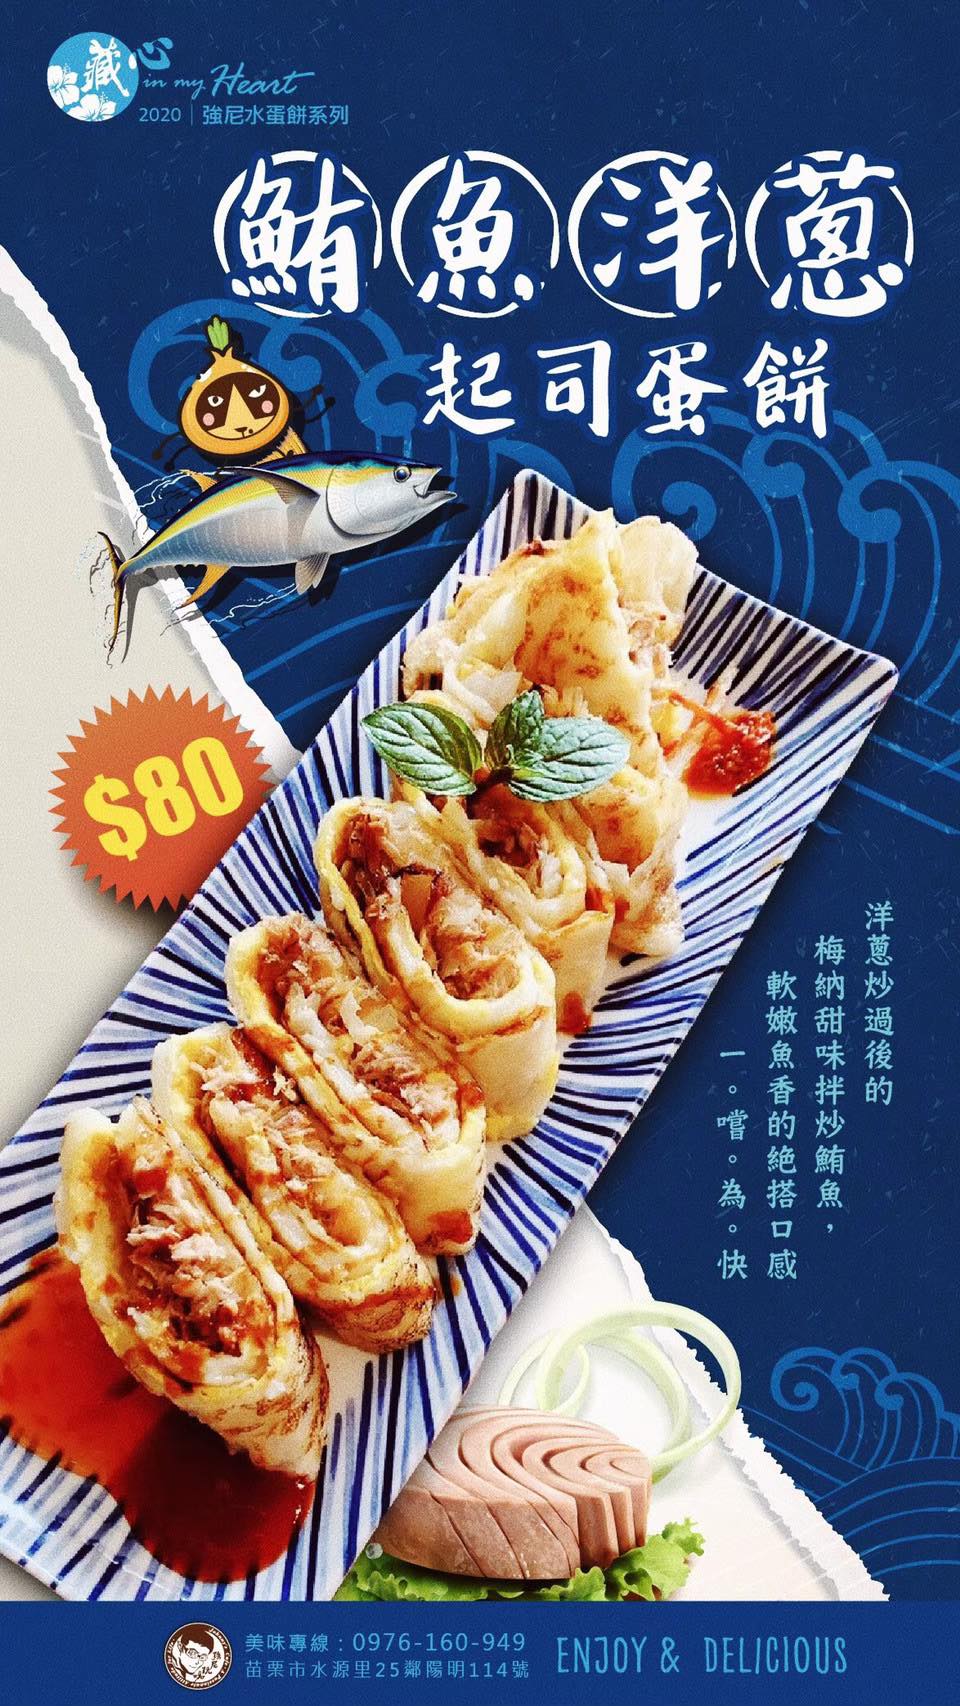 藏心
in my Heart
2020｜強尼水蛋餅系列
鮪魚洋蔥
起司蛋餅
$80
洋蔥炒過後的
梅納甜味拌炒鮪魚，
軟嫩魚香的絕搭口感
一。嚐。為。快
美味專線：0976-160-949
苗栗市水源里25鄰陽明114號
ENJOY & DELICIOUS